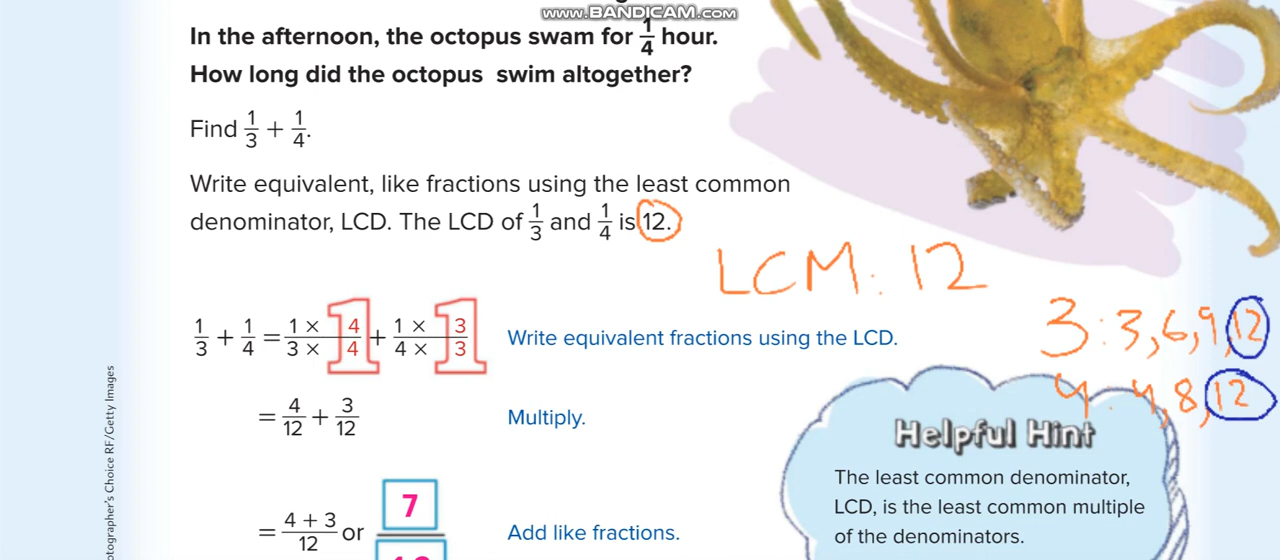 www.BANDICAM.com
In the afternoon, the octopus swam for 1/4 hour.
How long did the octopus swim altogether?
Find 1/3 + 1/4.
Write equivalent, like fractions using the least common
denominator, LCD. The LCD of 1/3 and 1/4 is 12.
LCM: 12
3: 3, 6, 9, 12
4: 4, 8, 12
1/3 + 1/4 = 1 × 4/3 × 4 + 1 × 3/4 × 3
Write equivalent fractions using the LCD.
= 4/12 + 3/12
Multiply.
= 4 + 3/12 or 7
Add like fractions.
Helpful Hint
The least common denominator,
LCD, is the least common multiple
of the denominators.
otographer's Choice RF/Getty Images